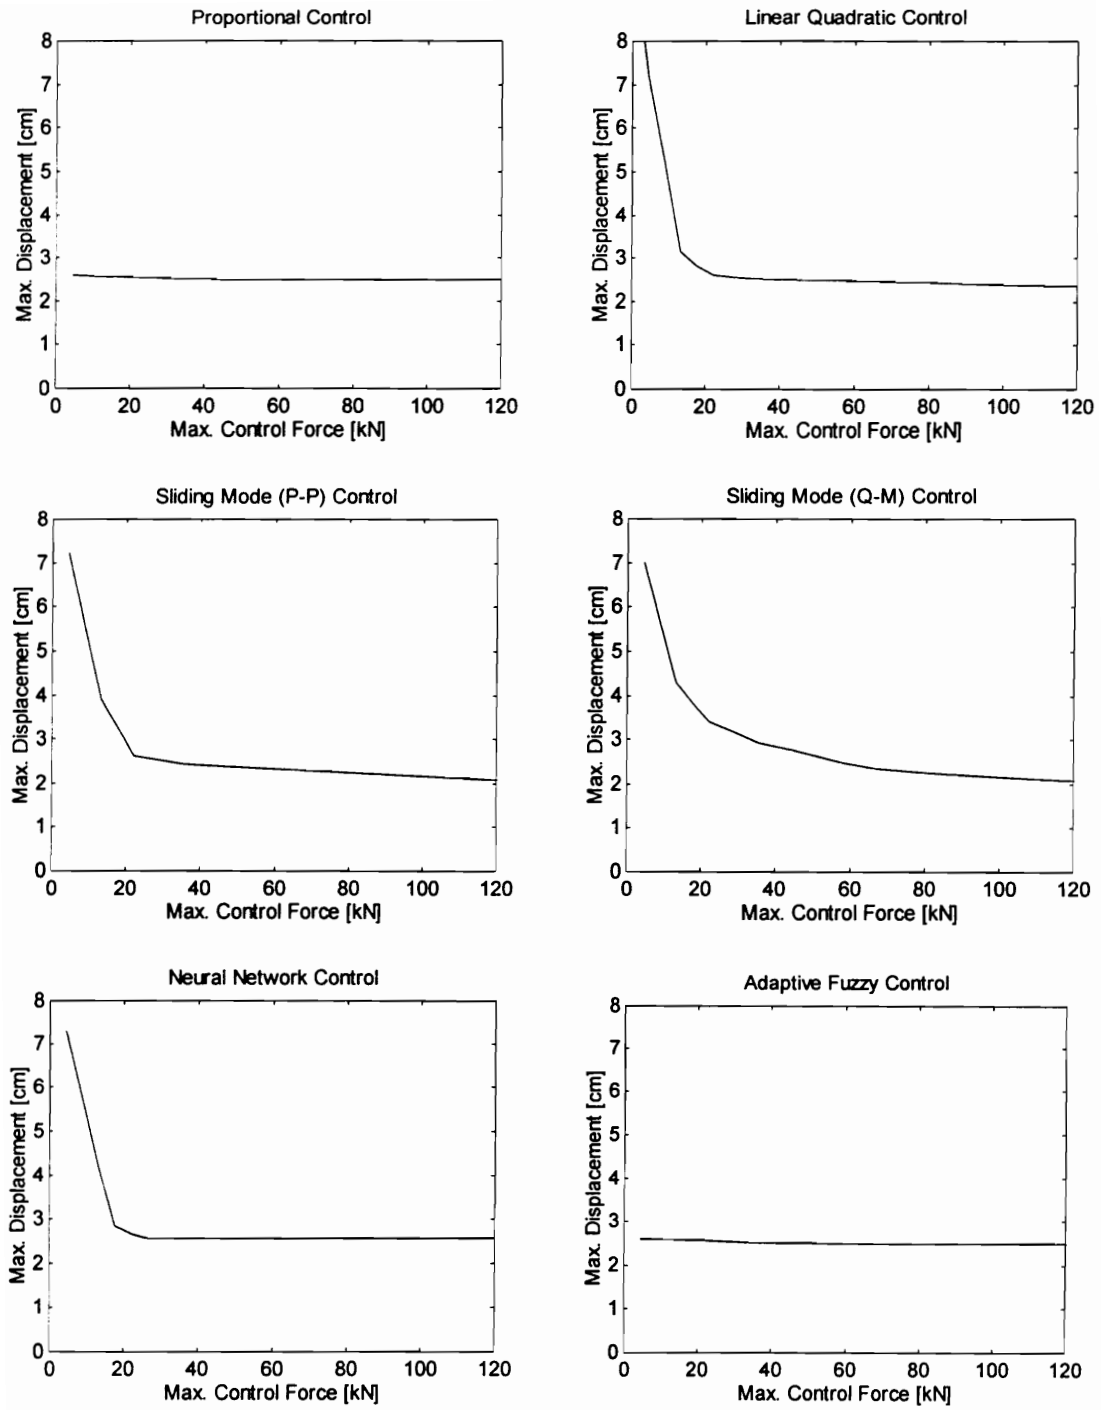 Proportional Control
8
7
6
5
4
3
2
1
0
Max. Displacement [cm]
0 20 40 60 80 100 120
Max. Control Force [kN]
Linear Quadratic Control
8
7
6
5
4
3
2
1
0
Max. Displacement [cm]
0 20 40 60 80 100 120
Max. Control Force [kN]
Sliding Mode (P-P) Control
8
7
6
5
4
3
2
1
0
Max. Displacement [cm]
0 20 40 60 80 100 120
Max. Control Force [kN]
Sliding Mode (Q-M) Control
8
7
6
5
4
3
2
1
0
Max. Displacement [cm]
0 20 40 60 80 100 120
Max. Control Force [kN]
Neural Network Control
8
7
6
5
4
3
2
1
0
Max. Displacement [cm]
0 20 40 60 80 100 120
Max. Control Force [kN]
Adaptive Fuzzy Control
8
7
6
5
4
3
2
1
0
Max. Displacement [cm]
0 20 40 60 80 100 120
Max. Control Force [kN]